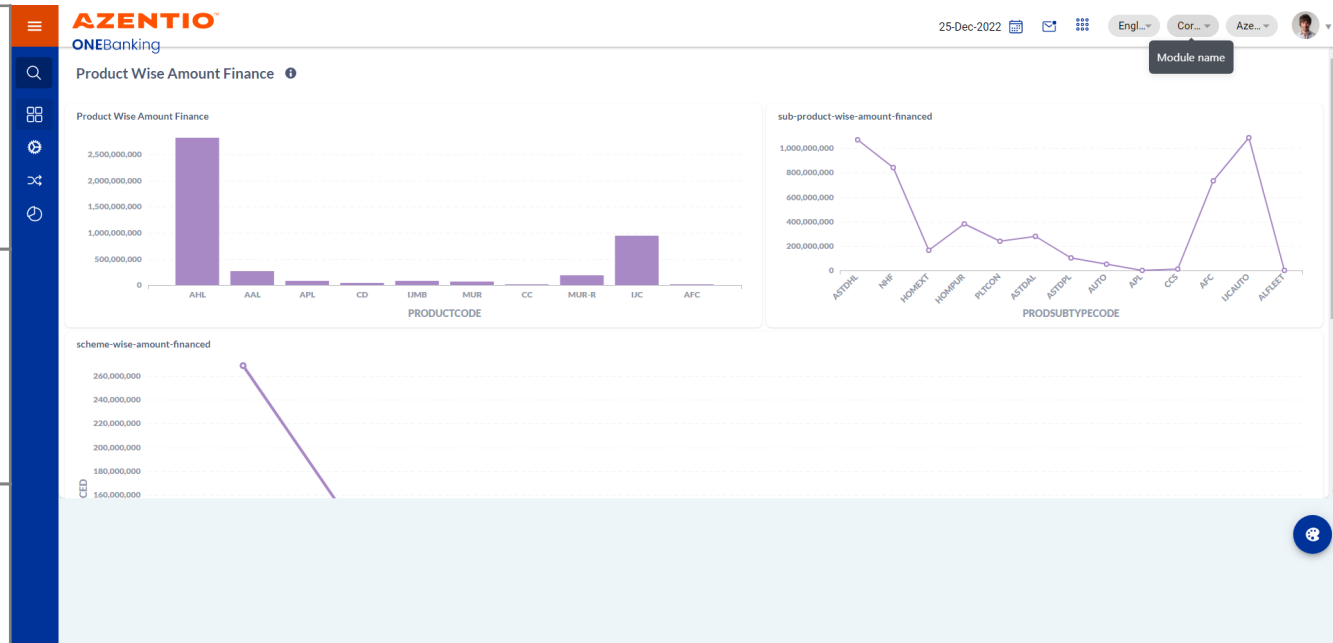 AZENTIO™
ONEBanking
25-Dec-2022
Engl...
Cor...
Aze...
Module name
Product Wise Amount Finance
Product Wise Amount Finance
2,500,000,000
2,000,000,000
1,500,000,000
1,000,000,000
500,000,000
0
AHL AAL APL CD IJMB MUR CC MUR-R IJC AFC
PRODUCTCODE
sub-product-wise-amount-financed
1,000,000,000
800,000,000
600,000,000
400,000,000
200,000,000
0
ASTDHL NHF HOMEXT HOMPUR PLTCON ASTDAL ASTDPL AUTO APL CCS AFC IJCAUTO ALFLEET
PRODSUBTYPECODE
scheme-wise-amount-financed
260,000,000
240,000,000
220,000,000
200,000,000
180,000,000
160,000,000
CED